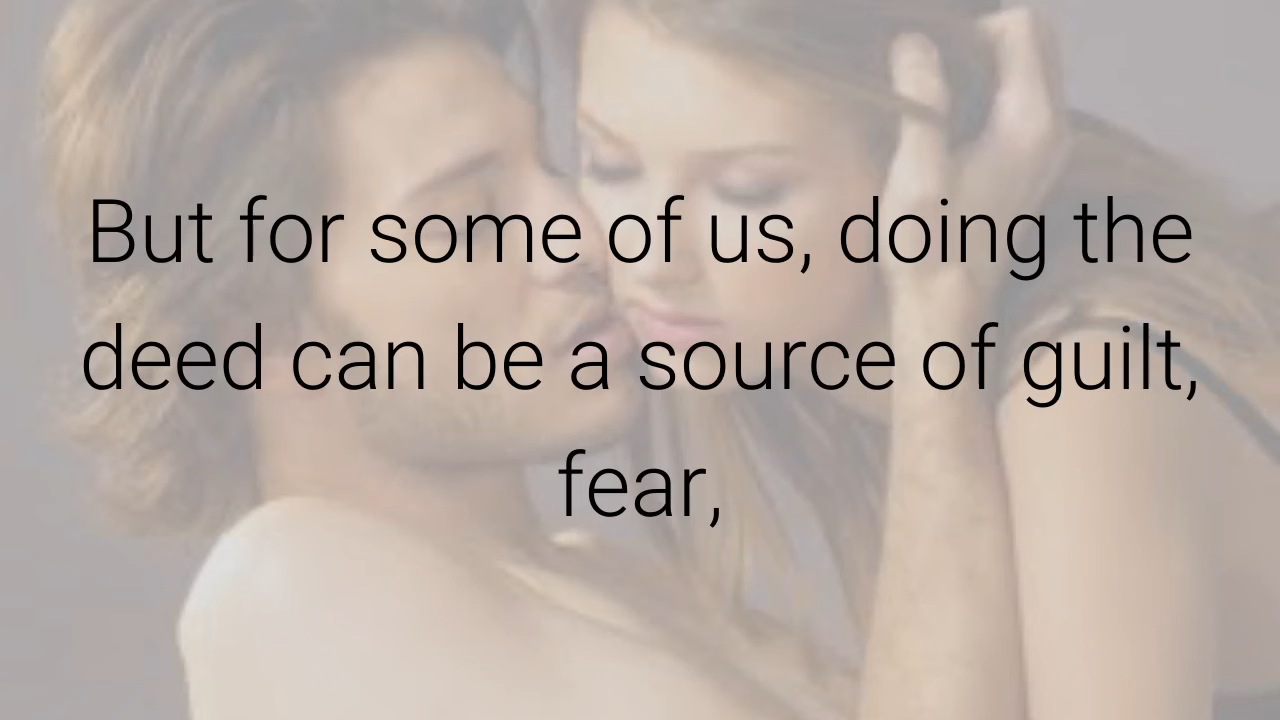 But for some of us, doing the
deed can be a source of guilt,
fear,